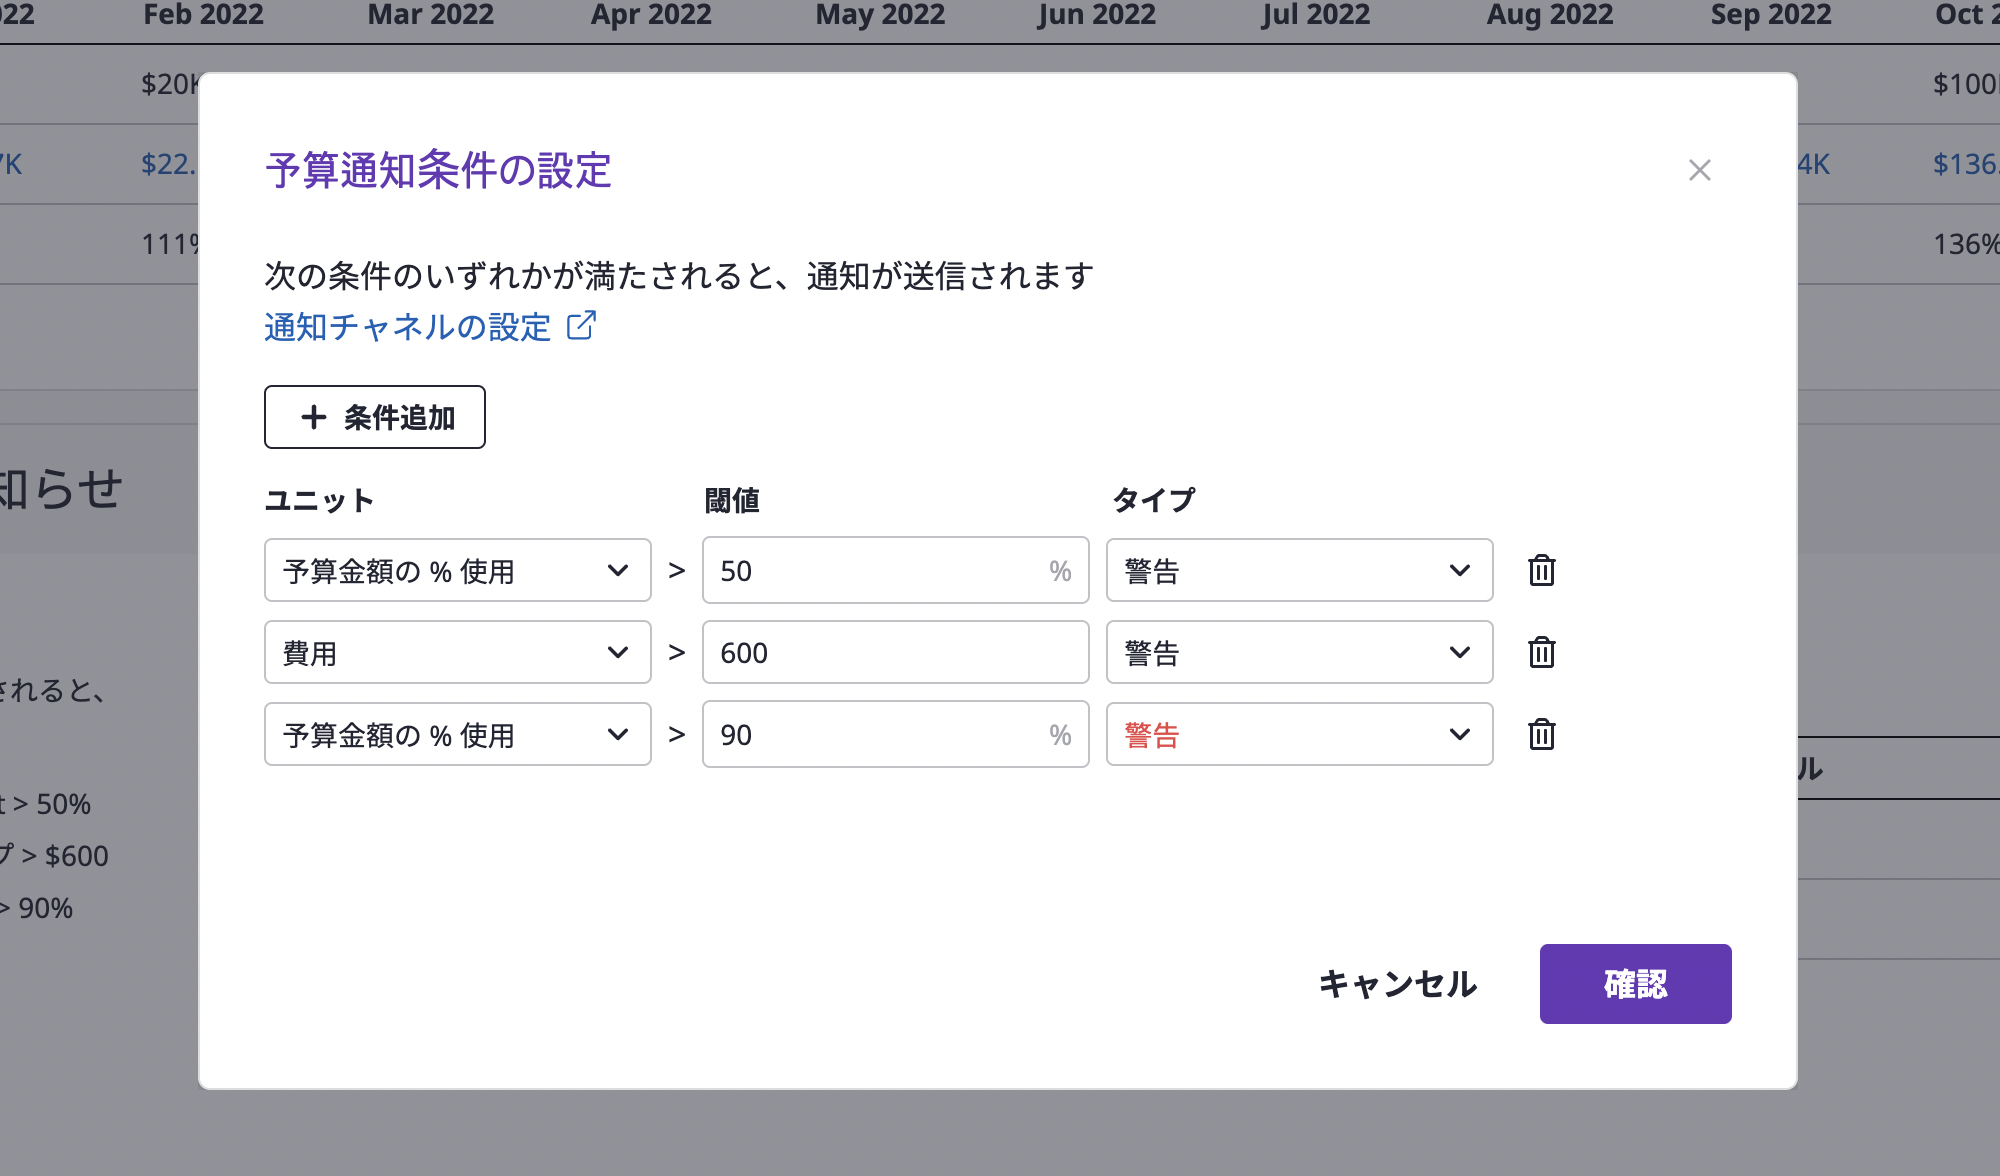 022 Feb 2022 Mar 2022 Apr 2022 May 2022 Jun 2022 Jul 2022 Aug 2022 Sep 2022 Oct 2
$20K $100
K $22. 4K $136.
111% 136%
予算通知条件の設定
次の条件のいずれかが満たされると、通知が送信されます
通知チャネルの設定
条件追加
知らせ
ユニット 閾値 タイプ
予算金額の % 使用 > 50 % 警告
費用 > 600 警告
されると、
予算金額の % 使用 > 90 % 警告
ル
t > 50%
プ > $600
> 90%
キャンセル 確認